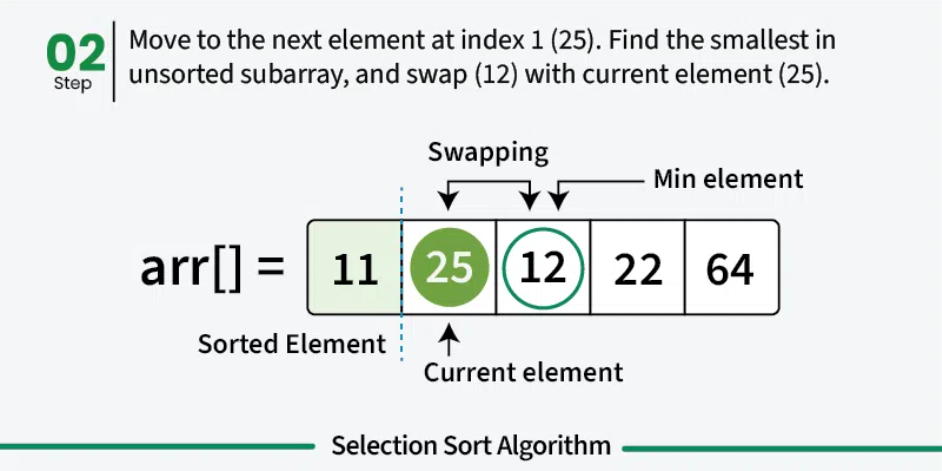 02
Step
Move to the next element at index 1 (25). Find the smallest in
unsorted subarray, and swap (12) with current element (25).
Swapping
Min element
arr[] = 11 25 12 22 64
Sorted Element
Current element
Selection Sort Algorithm